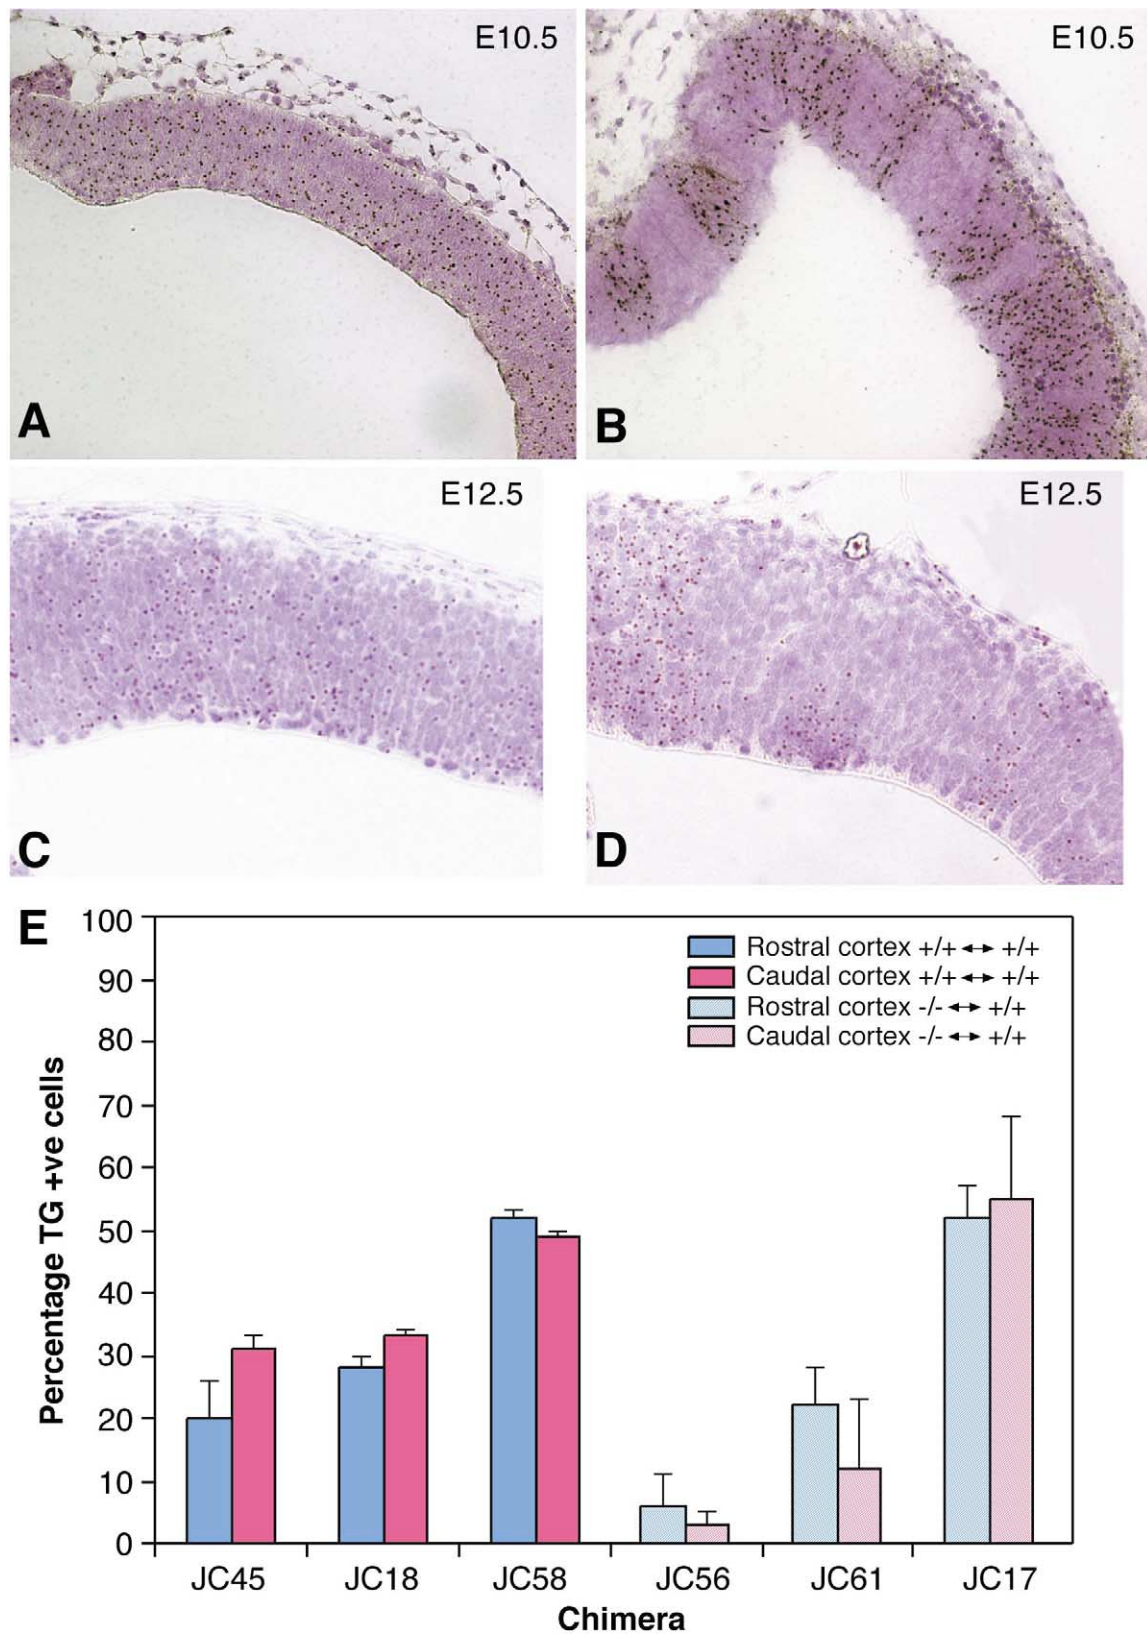 E10.5
A
E10.5
B
E12.5
C
E12.5
D
E
Percentage TG +ve cells
100
90
80
70
60
50
40
30
20
10
0
Rostral cortex +/+ ↔ +/+
Caudal cortex +/+ ↔ +/+
Rostral cortex -/- ↔ +/+
Caudal cortex -/- ↔ +/+
JC45 JC18 JC58 JC56 JC61 JC17
Chimera